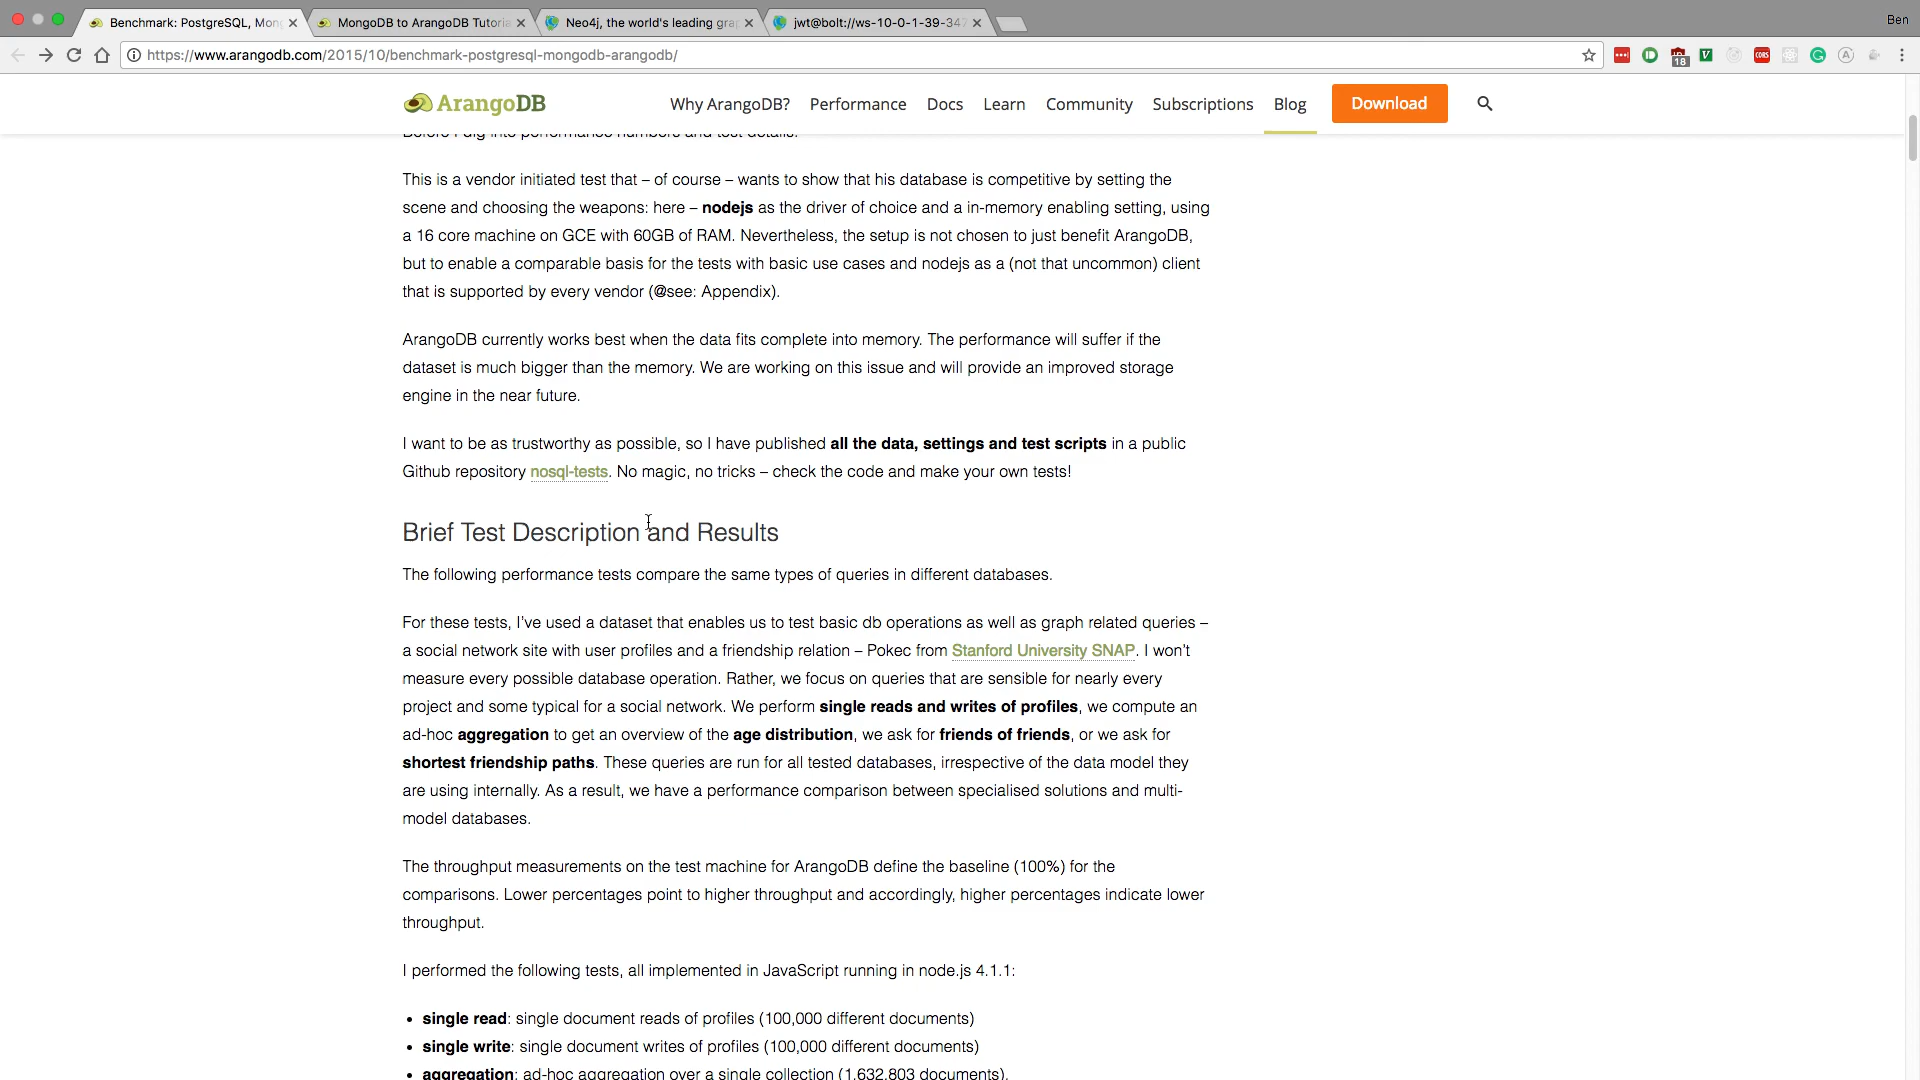 Benchmark: PostgreSQL, Mon
MongoDB to ArangoDB Tutoria
Neo4j, the world's leading gra
jwt@bolt://ws-10-0-1-39-347
Ben
https://www.arangodb.com/2015/10/benchmark-postgresql-mongodb-arangodb/
18
CORS
ArangoDB
Why ArangoDB?
Performance
Docs
Learn
Community
Subscriptions
Blog
Download
Before I dig into performance numbers and test details:
This is a vendor initiated test that – of course – wants to show that his database is competitive by setting the
scene and choosing the weapons: here – nodejs as the driver of choice and a in-memory enabling setting, using
a 16 core machine on GCE with 60GB of RAM. Nevertheless, the setup is not chosen to just benefit ArangoDB,
but to enable a comparable basis for the tests with basic use cases and nodejs as a (not that uncommon) client
that is supported by every vendor (@see: Appendix).
ArangoDB currently works best when the data fits complete into memory. The performance will suffer if the
dataset is much bigger than the memory. We are working on this issue and will provide an improved storage
engine in the near future.
I want to be as trustworthy as possible, so I have published all the data, settings and test scripts in a public
Github repository nosql-tests. No magic, no tricks – check the code and make your own tests!
Brief Test Description and Results
The following performance tests compare the same types of queries in different databases.
For these tests, I've used a dataset that enables us to test basic db operations as well as graph related queries –
a social network site with user profiles and a friendship relation – Pokec from Stanford University SNAP. I won't
measure every possible database operation. Rather, we focus on queries that are sensible for nearly every
project and some typical for a social network. We perform single reads and writes of profiles, we compute an
ad-hoc aggregation to get an overview of the age distribution, we ask for friends of friends, or we ask for
shortest friendship paths. These queries are run for all tested databases, irrespective of the data model they
are using internally. As a result, we have a performance comparison between specialised solutions and multi-
model databases.
The throughput measurements on the test machine for ArangoDB define the baseline (100%) for the
comparisons. Lower percentages point to higher throughput and accordingly, higher percentages indicate lower
throughput.
I performed the following tests, all implemented in JavaScript running in node.js 4.1.1:
• single read: single document reads of profiles (100,000 different documents)
• single write: single document writes of profiles (100,000 different documents)
• aggregation: ad-hoc aggregation over a single collection (1,632,803 documents).